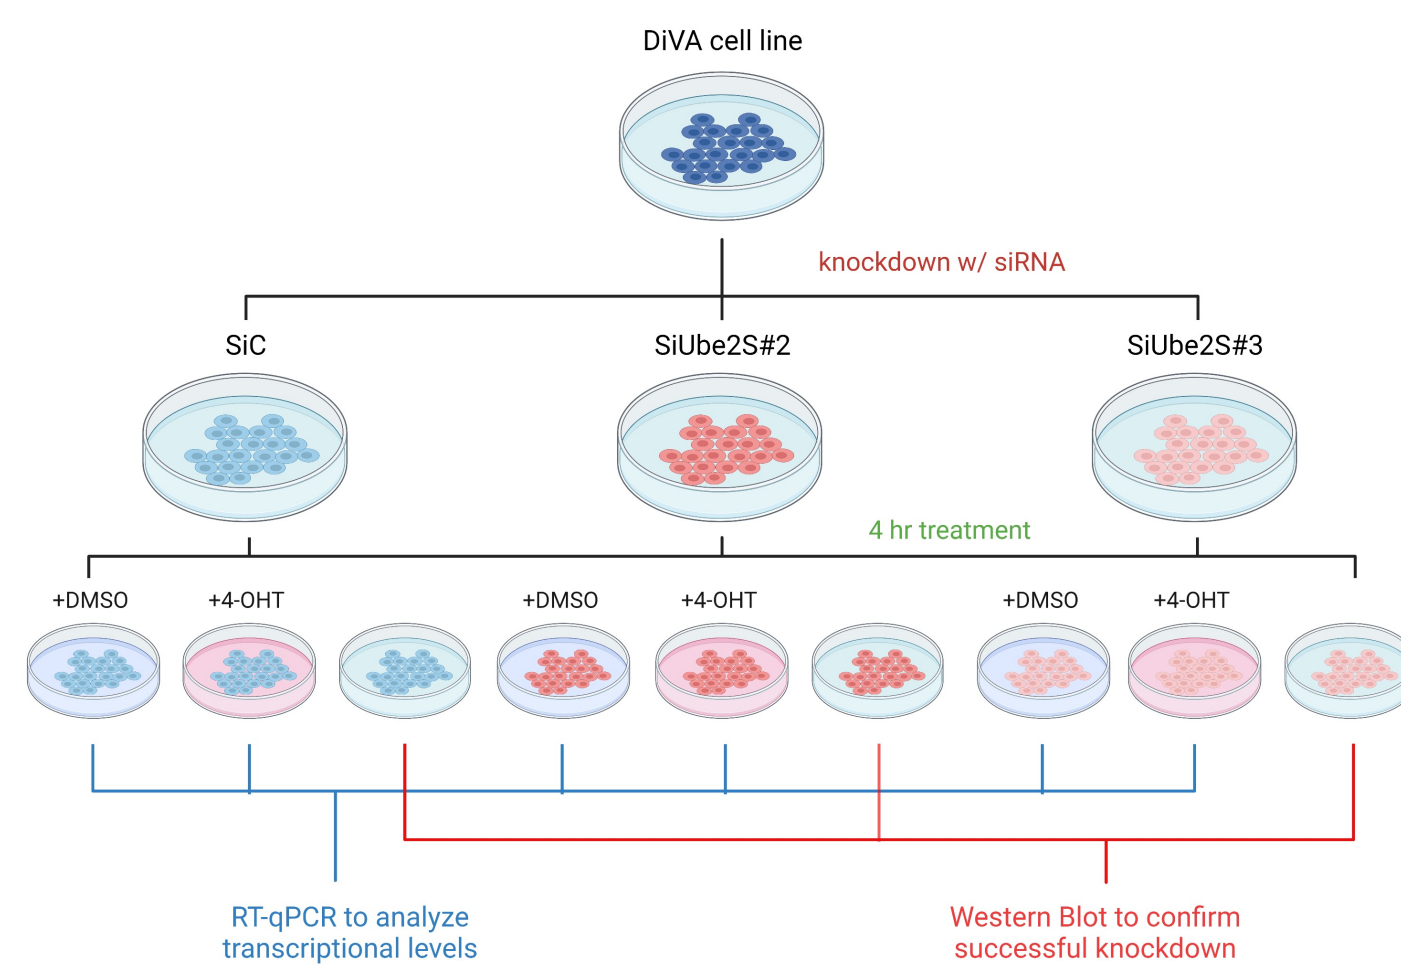 DiVA cell line
knockdown w/ siRNA
SiC
SiUbe2S#2
SiUbe2S#3
4 hr treatment
+DMSO
+4-OHT
+DMSO
+4-OHT
+DMSO
+4-OHT
RT-qPCR to analyze
transcriptional levels
Western Blot to confirm
successful knockdown